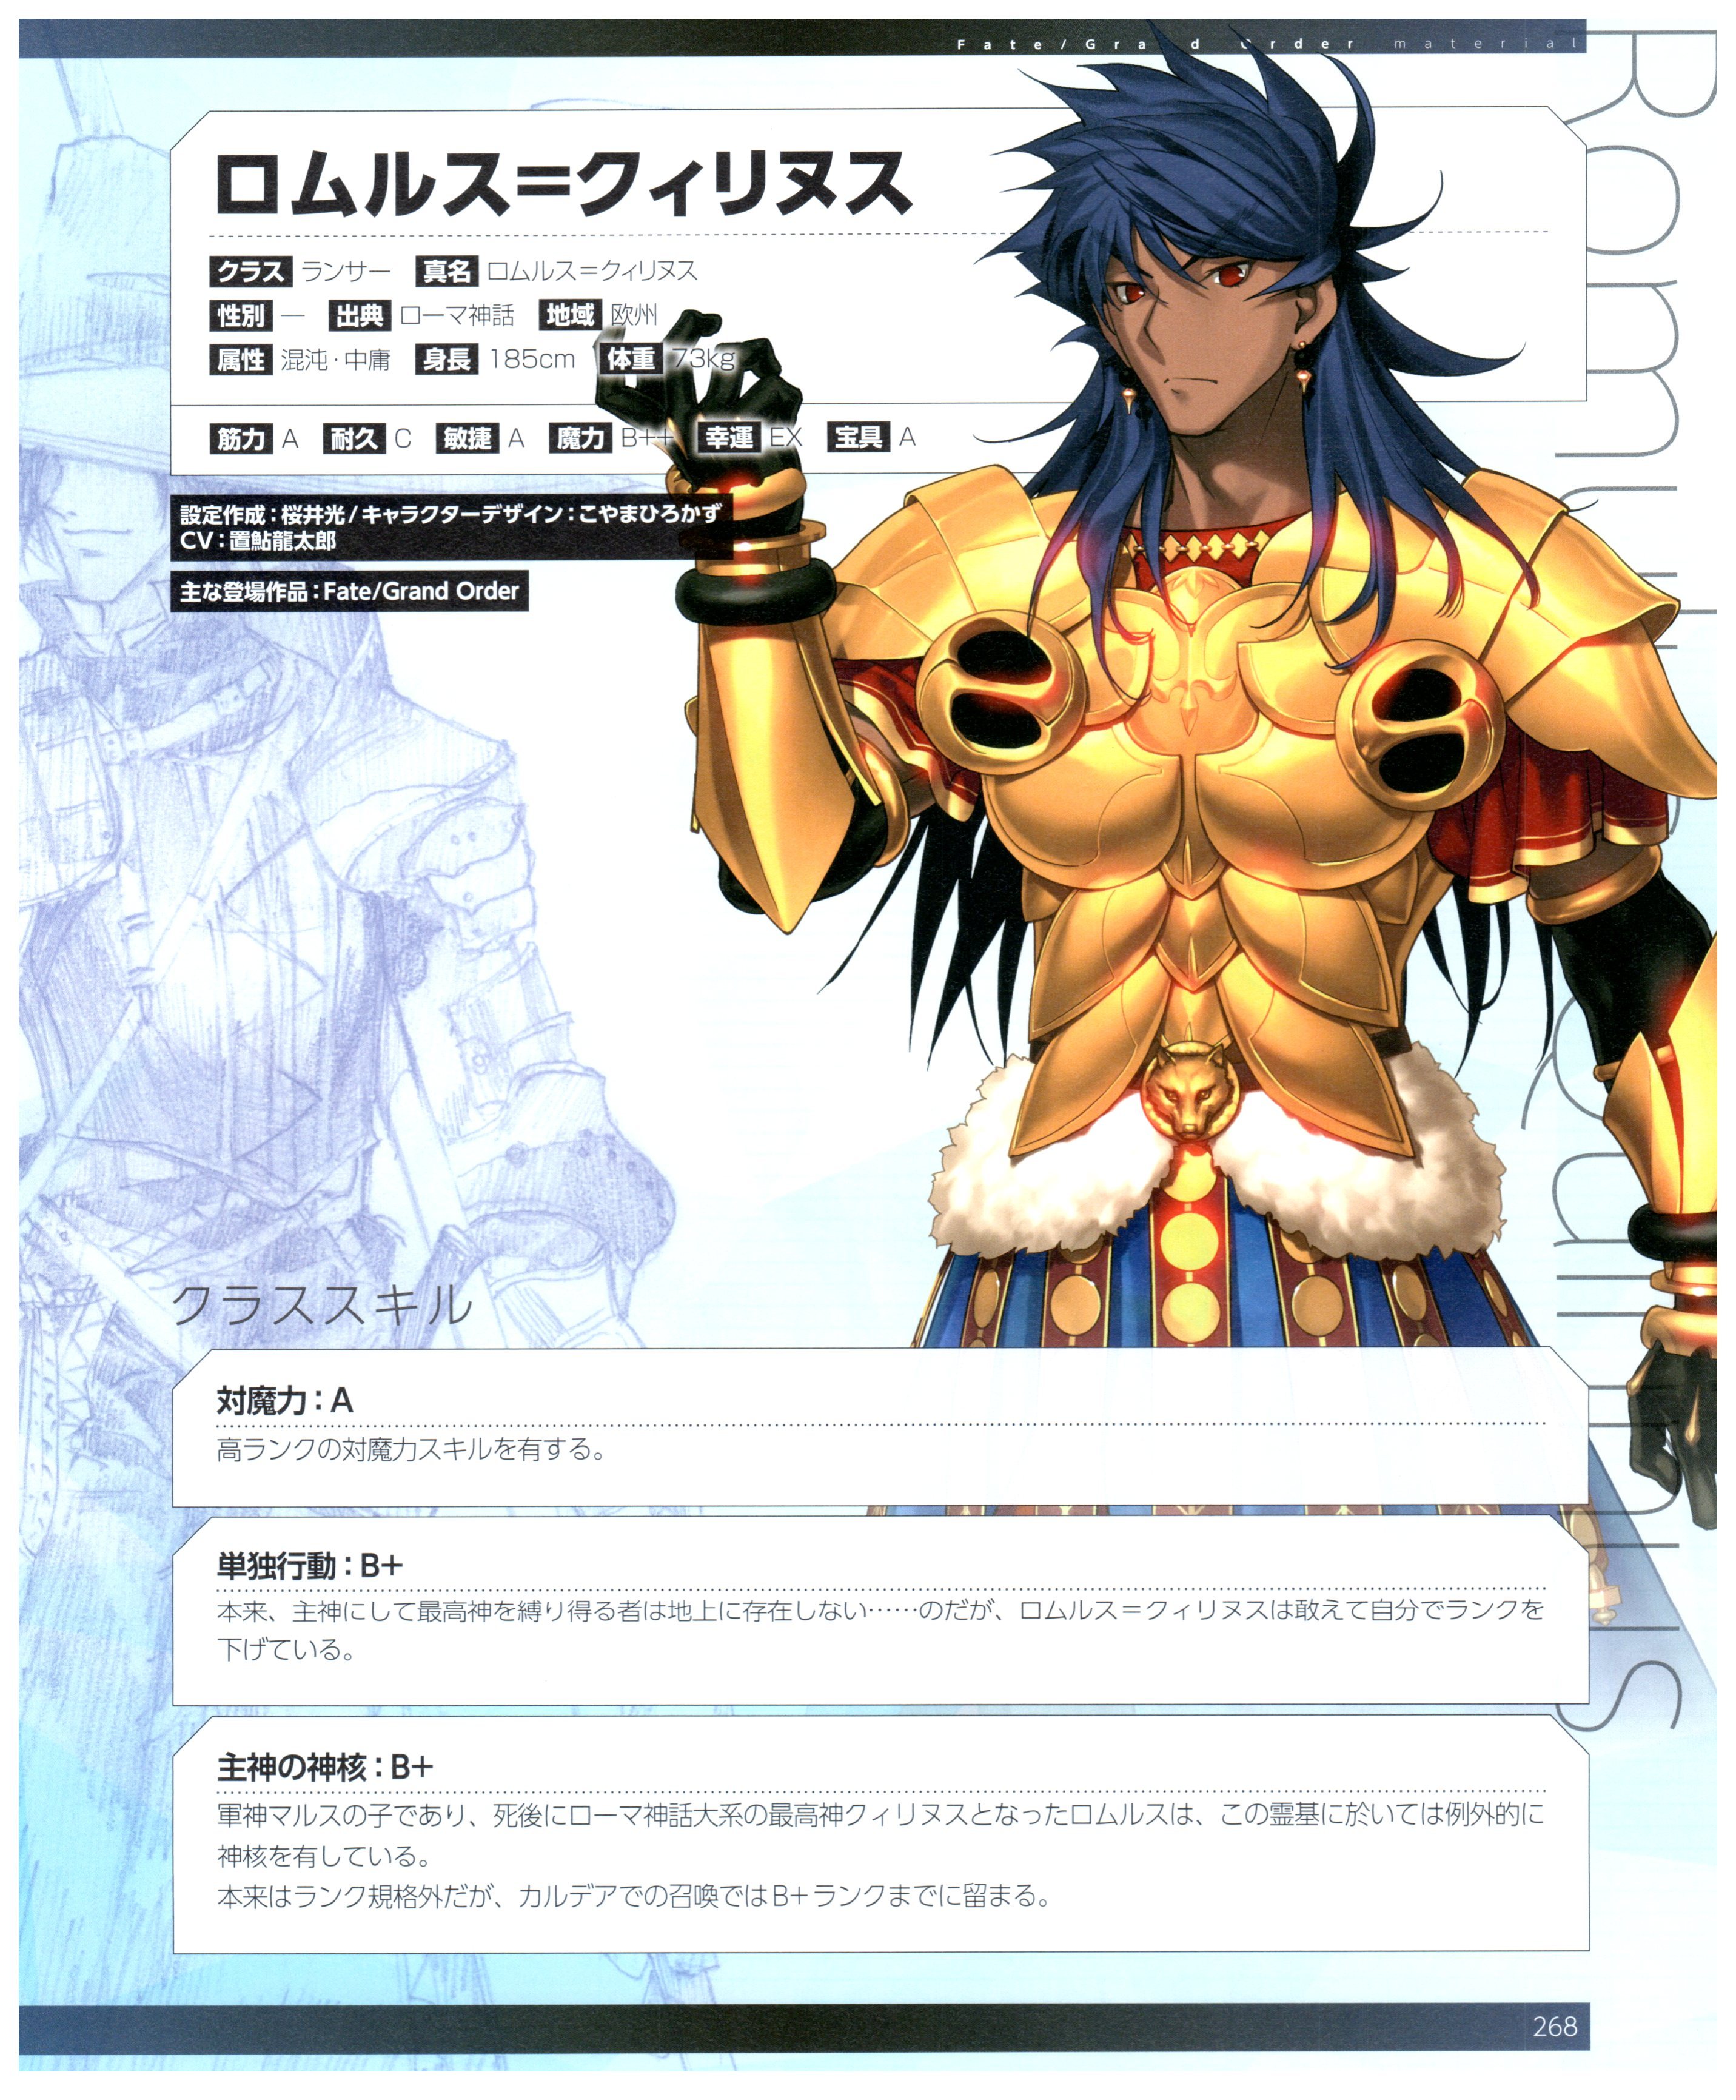 Fate/Grand Order material
ロムルス=クィリヌス
クラス ランサー 真名 ロムルス=クィリヌス
性別 ― 出典 ローマ神話 地域 欧州
属性 混沌・中庸 身長 185cm 体重 73kg
筋力 A 耐久 C 敏捷 A 魔力 B++ 幸運 EX 宝具 A
設定作成:桜井光/キャラクターデザイン:こやまひろかず
CV:置鮎龍太郎
主な登場作品:Fate/Grand Order
クラススキル
対魔力:A
高ランクの対魔力スキルを有する。
単独行動:B+
本来、主神にして最高神を縛り得る者は地上に存在しない……のだが、ロムルス=クィリヌスは敢えて自分でランクを
下げている。
主神の神核:B+
軍神マルスの子であり、死後にローマ神話大系の最高神クィリヌスとなったロムルスは、この霊基に於いては例外的に
神核を有している。
本来はランク規格外だが、カルデアでの召喚ではB+ランクまでに留まる。
268